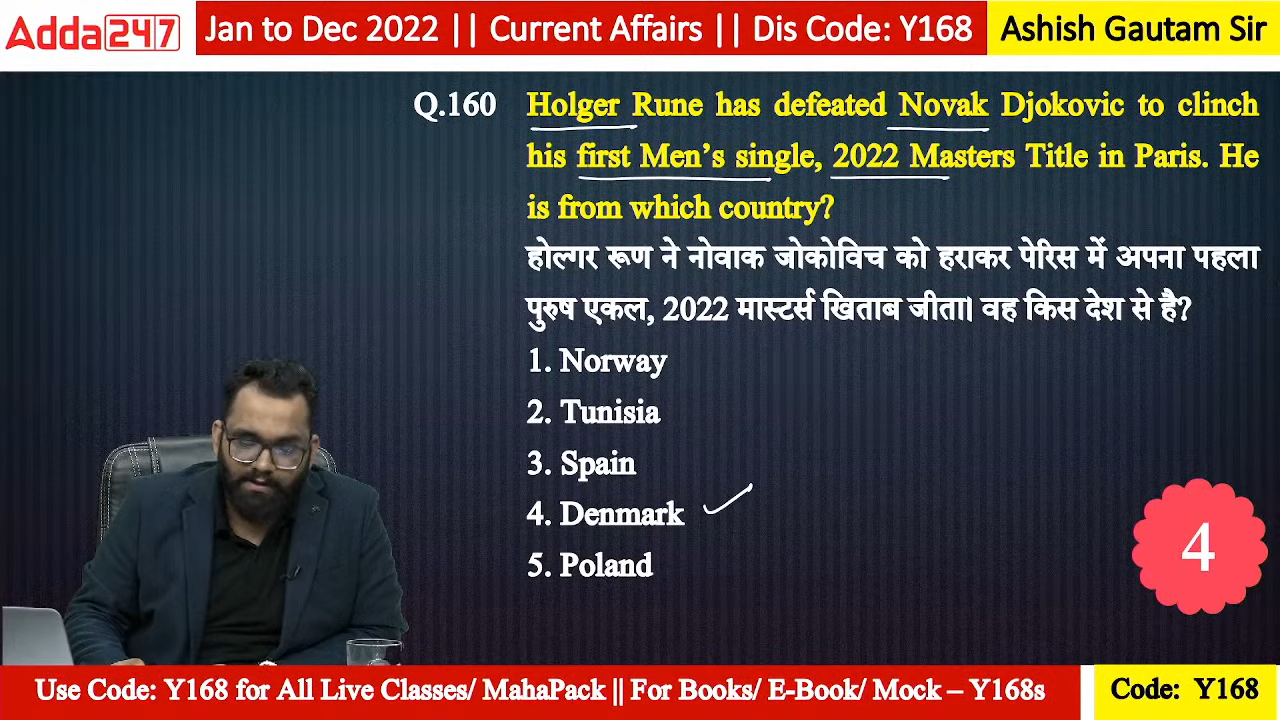 Adda247 Jan to Dec 2022 || Current Affairs || Dis Code: Y168 Ashish Gautam Sir
Q.160 Holger Rune has defeated Novak Djokovic to clinch
his first Men’s single, 2022 Masters Title in Paris. He
is from which country?
होल्गर रूण ने नोवाक जोकोविच को हराकर पेरिस में अपना पहला
पुरुष एकल, 2022 मास्टर्स खिताब जीता। वह किस देश से है?
1. Norway
2. Tunisia
3. Spain
4. Denmark
5. Poland
4
Use Code: Y168 for All Live Classes/ MahaPack || For Books/ E-Book/ Mock – Y168s Code: Y168